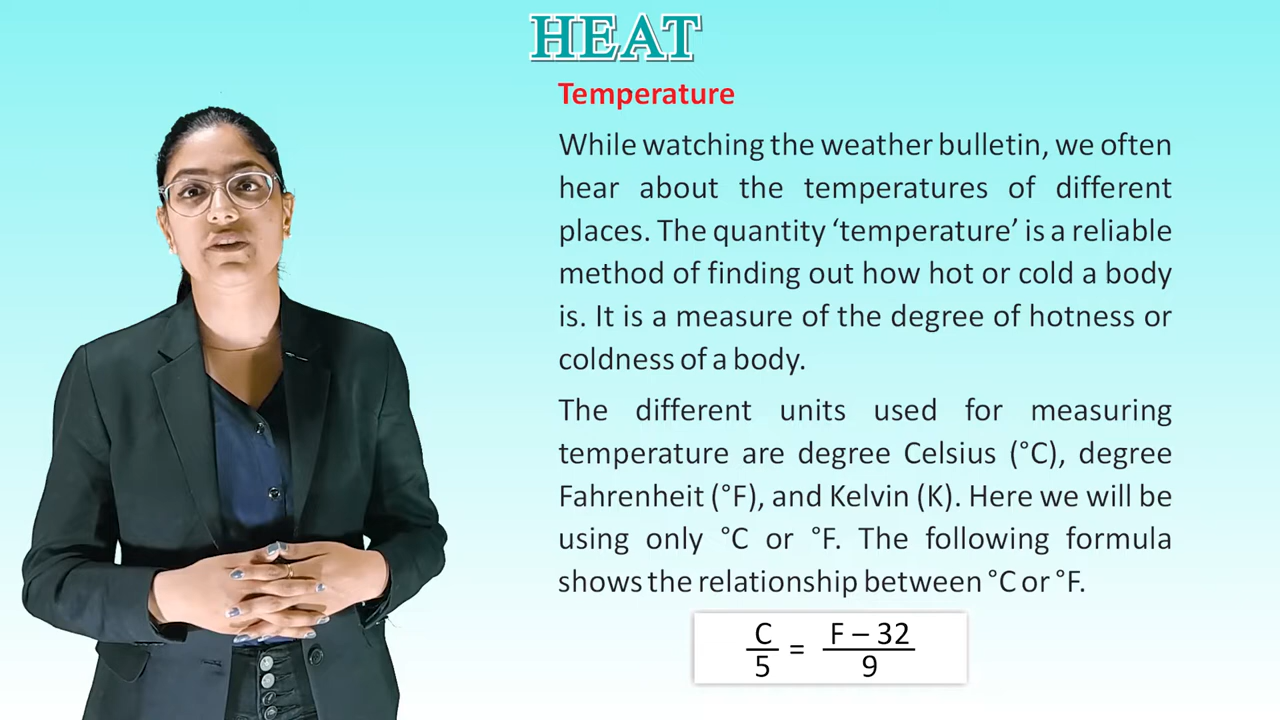 HEAT
Temperature
While watching the weather bulletin, we often
hear about the temperatures of different
places. The quantity ‘temperature’ is a reliable
method of finding out how hot or cold a body
is. It is a measure of the degree of hotness or
coldness of a body.
The different units used for measuring
temperature are degree Celsius (°C), degree
Fahrenheit (°F), and Kelvin (K). Here we will be
using only °C or °F. The following formula
shows the relationship between °C or °F.
C/5 = F – 32/9